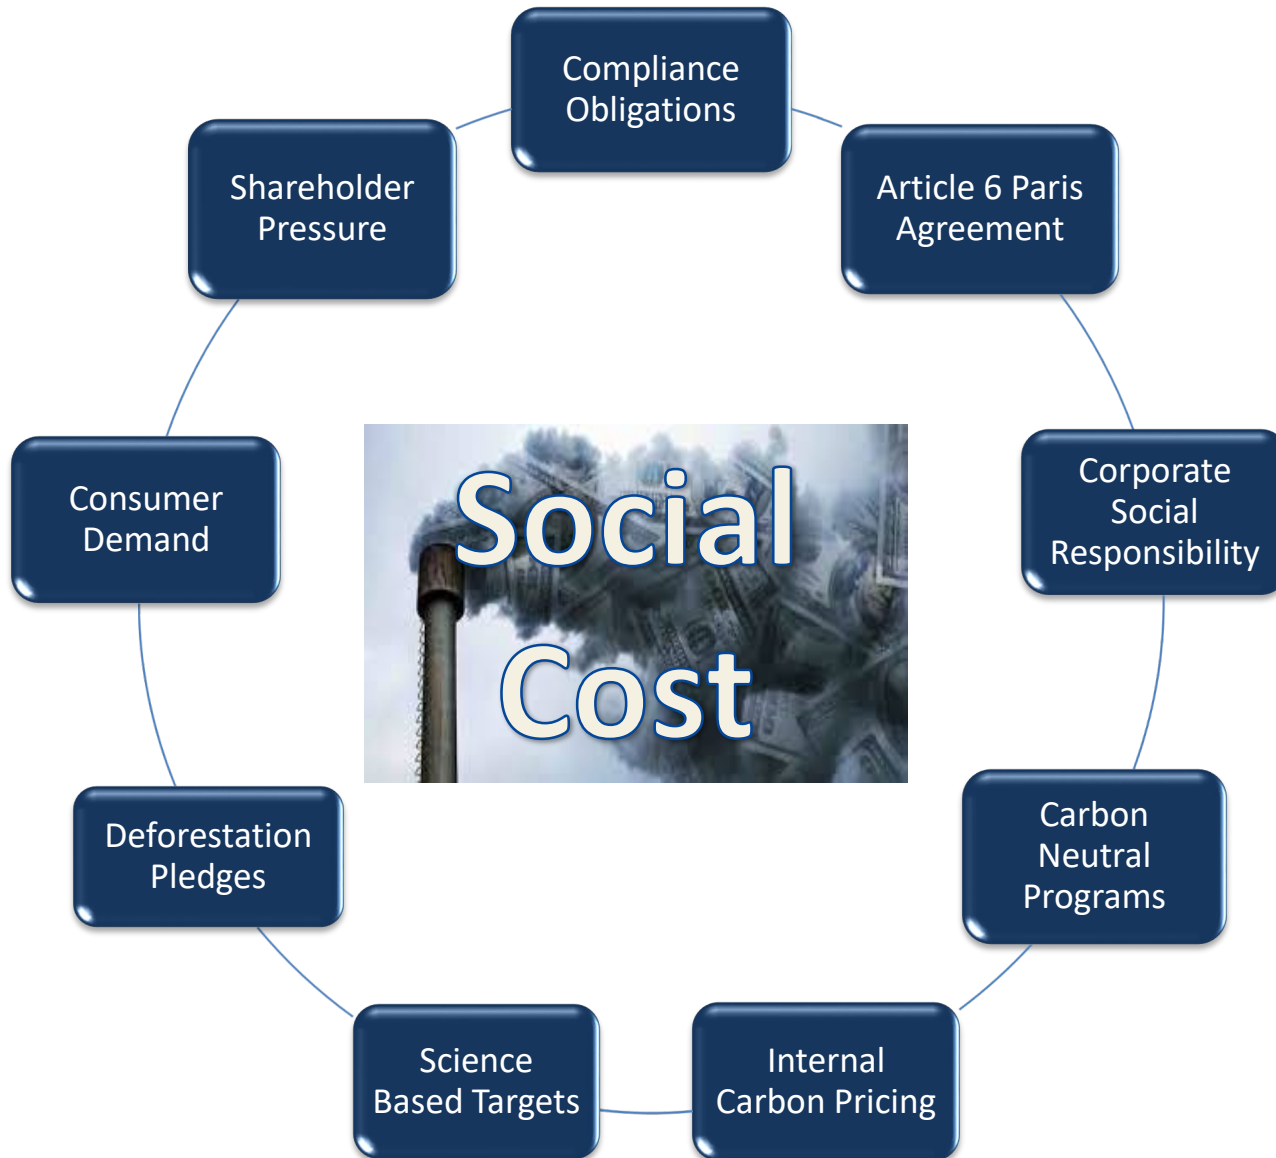 Compliance
Obligations
Article 6 Paris
Agreement
Corporate
Social
Responsibility
Carbon
Neutral
Programs
Internal
Carbon Pricing
Science
Based Targets
Deforestation
Pledges
Consumer
Demand
Shareholder
Pressure
Social
Cost